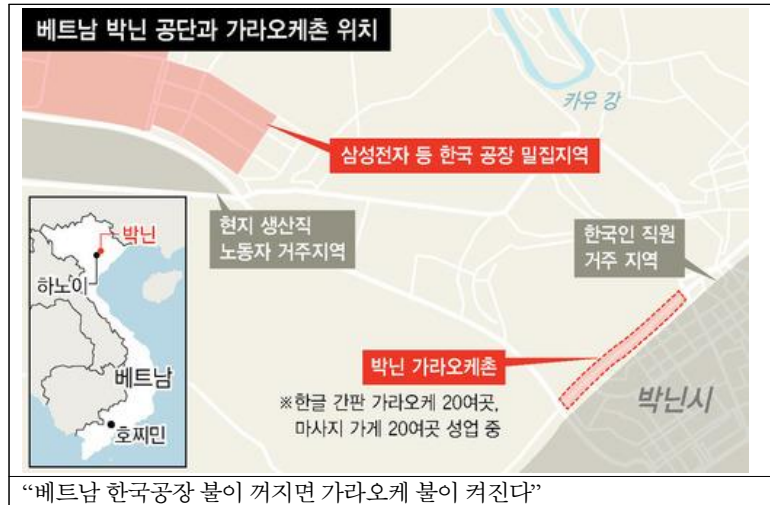 베트남 박닌 공단과 가라오케촌 위치
카우 강
삼성전자 등 한국 공장 밀집지역
현지 생산직
노동자 거주지역
한국인 직원
거주 지역
박닌
하노이
베트남
호찌민
박닌 가라오케촌
※한글 간판 가라오케 20여곳,
마사지 가게 20여곳 성업 중
박닌시
“베트남 한국공장 불이 꺼지면 가라오케 불이 켜진다”